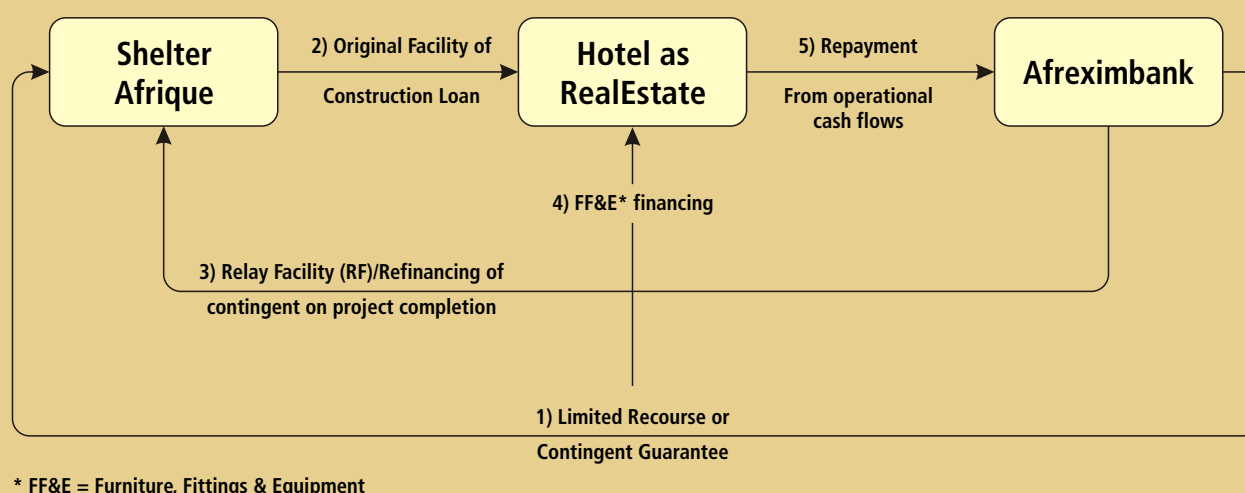 Shelter
Afrique
2) Original Facility of
Construction Loan
Hotel as
RealEstate
5) Repayment
From operational
cash flows
Afreximbank
4) FF&E* financing
3) Relay Facility (RF)/Refinancing of
contingent on project completion
1) Limited Recourse or
Contingent Guarantee
* FF&E = Furniture, Fittings & Equipment